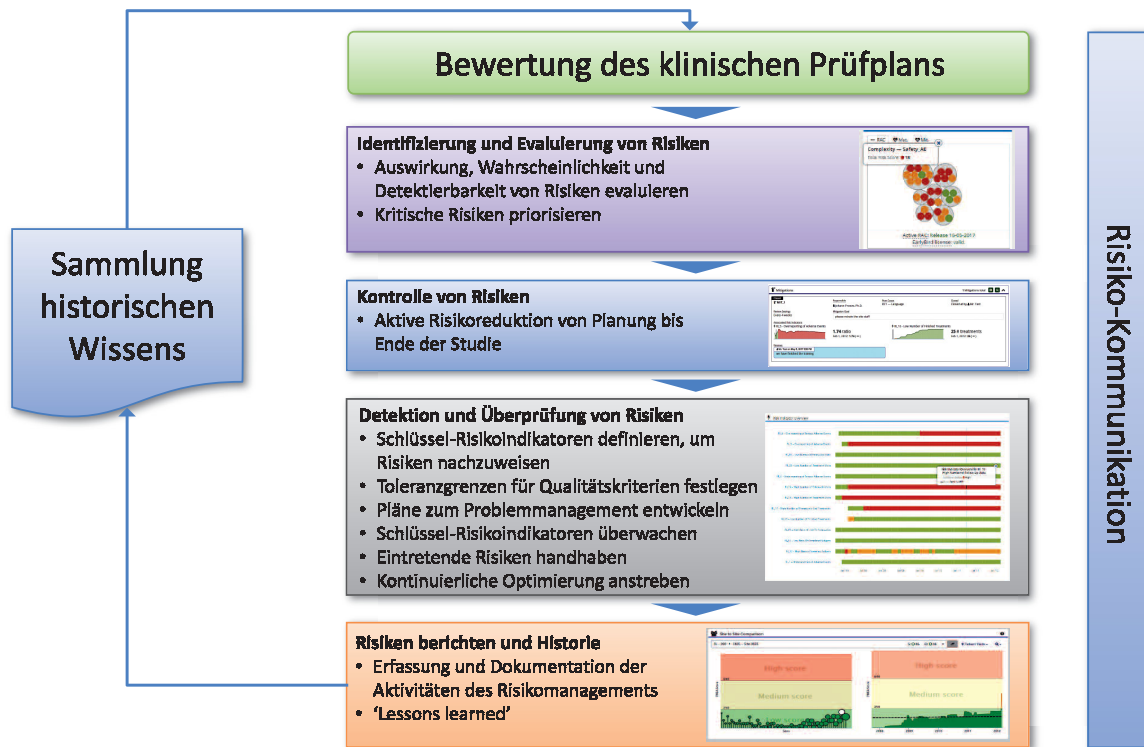 Bewertung des klinischen Prüfplans
Identifizierung und Evaluierung von Risiken
• Auswirkung, Wahrscheinlichkeit und
Detektierbarkeit von Risiken evaluieren
• Kritische Risiken priorisieren
Complexity — Safety_AE
Kontrolle von Risiken
• Aktive Risikoreduktion von Planung bis
Ende der Studie
1.74 ratio
Detektion und Überprüfung von Risiken
• Schlüssel-Risikoindikatoren definieren, um
Risiken nachzuweisen
• Toleranzgrenzen für Qualitätskriterien festlegen
• Pläne zum Problemmanagement entwickeln
• Schlüssel-Risikoindikatoren überwachen
• Eintretende Risiken handhaben
• Kontinuierliche Optimierung anstreben
Risiken berichten und Historie
• Erfassung und Dokumentation der
Aktivitäten des Risikomanagements
• ‘Lessons learned’
High score
Medium score
High score
Medium score
Sammlung
historischen
Wissens
Risiko-Kommunikation